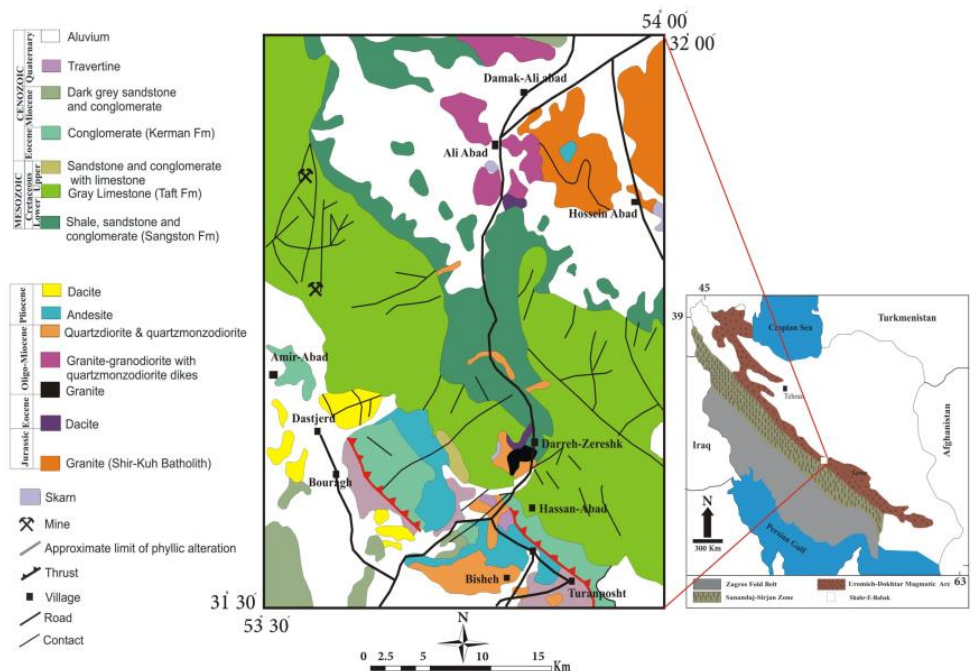 CENOZOIC
Quaternary
Miocene
Eocene
MESOZOIC
Cretaceous
Upper
Lower
Aluvium
Travertine
Dark grey sandstone
and conglomerate
Conglomerate (Kerman Fm)
Sandstone and conglomerate
with limestone
Gray Limestone (Taft Fm)
Shale, sandstone and
conglomerate (Sangston Fm)
Pliocene
Oligo-Miocene
Eocene
Jurassic
Dacite
Andesite
Quartzdiorite & quartzmonzodiorite
Granite-granodiorite with
quartzmonzodiorite dikes
Granite
Dacite
Granite (Shir-Kuh Batholith)
Skarn
Mine
Approximate limit of phyllic alteration
Thrust
Village
Road
Contact
54° 00'
32 00'
Damak-Ali abad
Ali Abad
Hossein Abad
Amir-Abad
Dastjerd
Darreh-Zereshk
Bouragh
Hassan-Abad
Bisheh
Turanposht
31 30'
53 30'
N
0 2.5 5 10 15 Km
45
39
Caspian Sea
Turkmenistan
Tehran
Iraq
Afghanistan
N
300 Km
Persian Gulf
63
Zagros Fold Belt
Uromieh-Dokhtar Magmatic Arc
Sanandaj-Sirjan Zone
Shahr-E-Babak